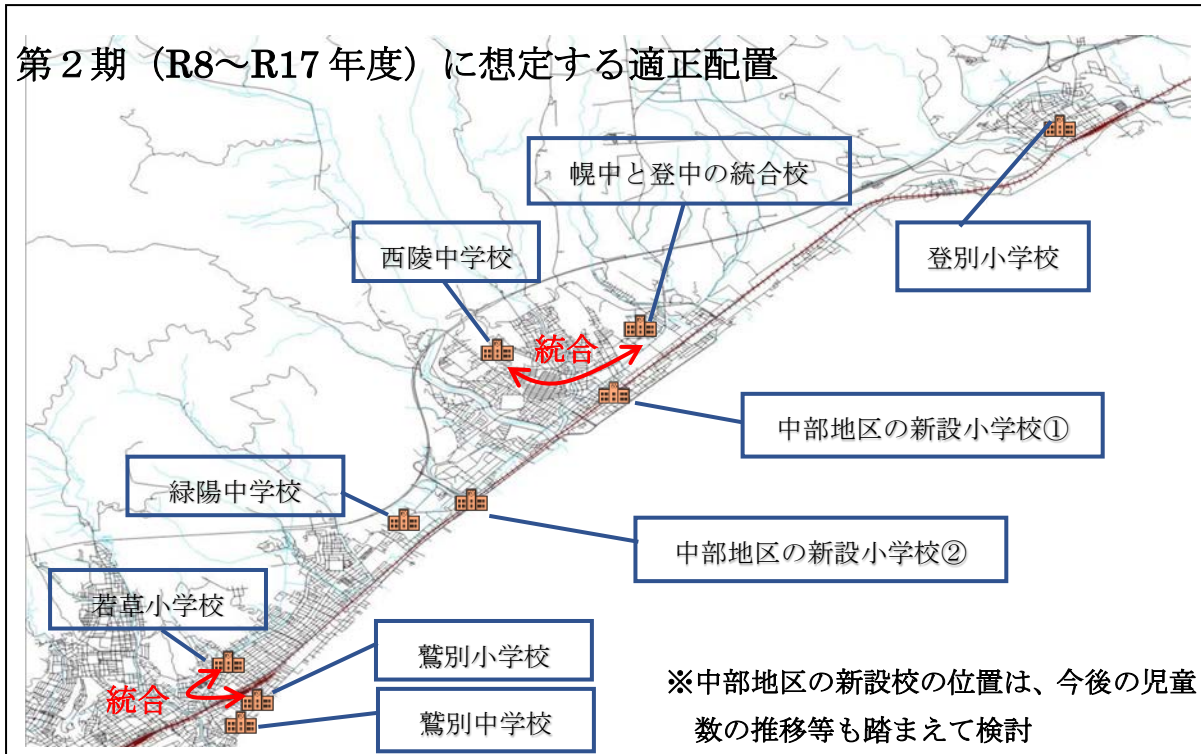 第２期（R8～R17 年度）に想定する適正配置
幌中と登中の統合校
西陵中学校
登別小学校
統合
中部地区の新設小学校①
緑陽中学校
中部地区の新設小学校②
若草小学校
鷲別小学校
統合
鷲別中学校
※中部地区の新設校の位置は、今後の児童
数の推移等も踏まえて検討